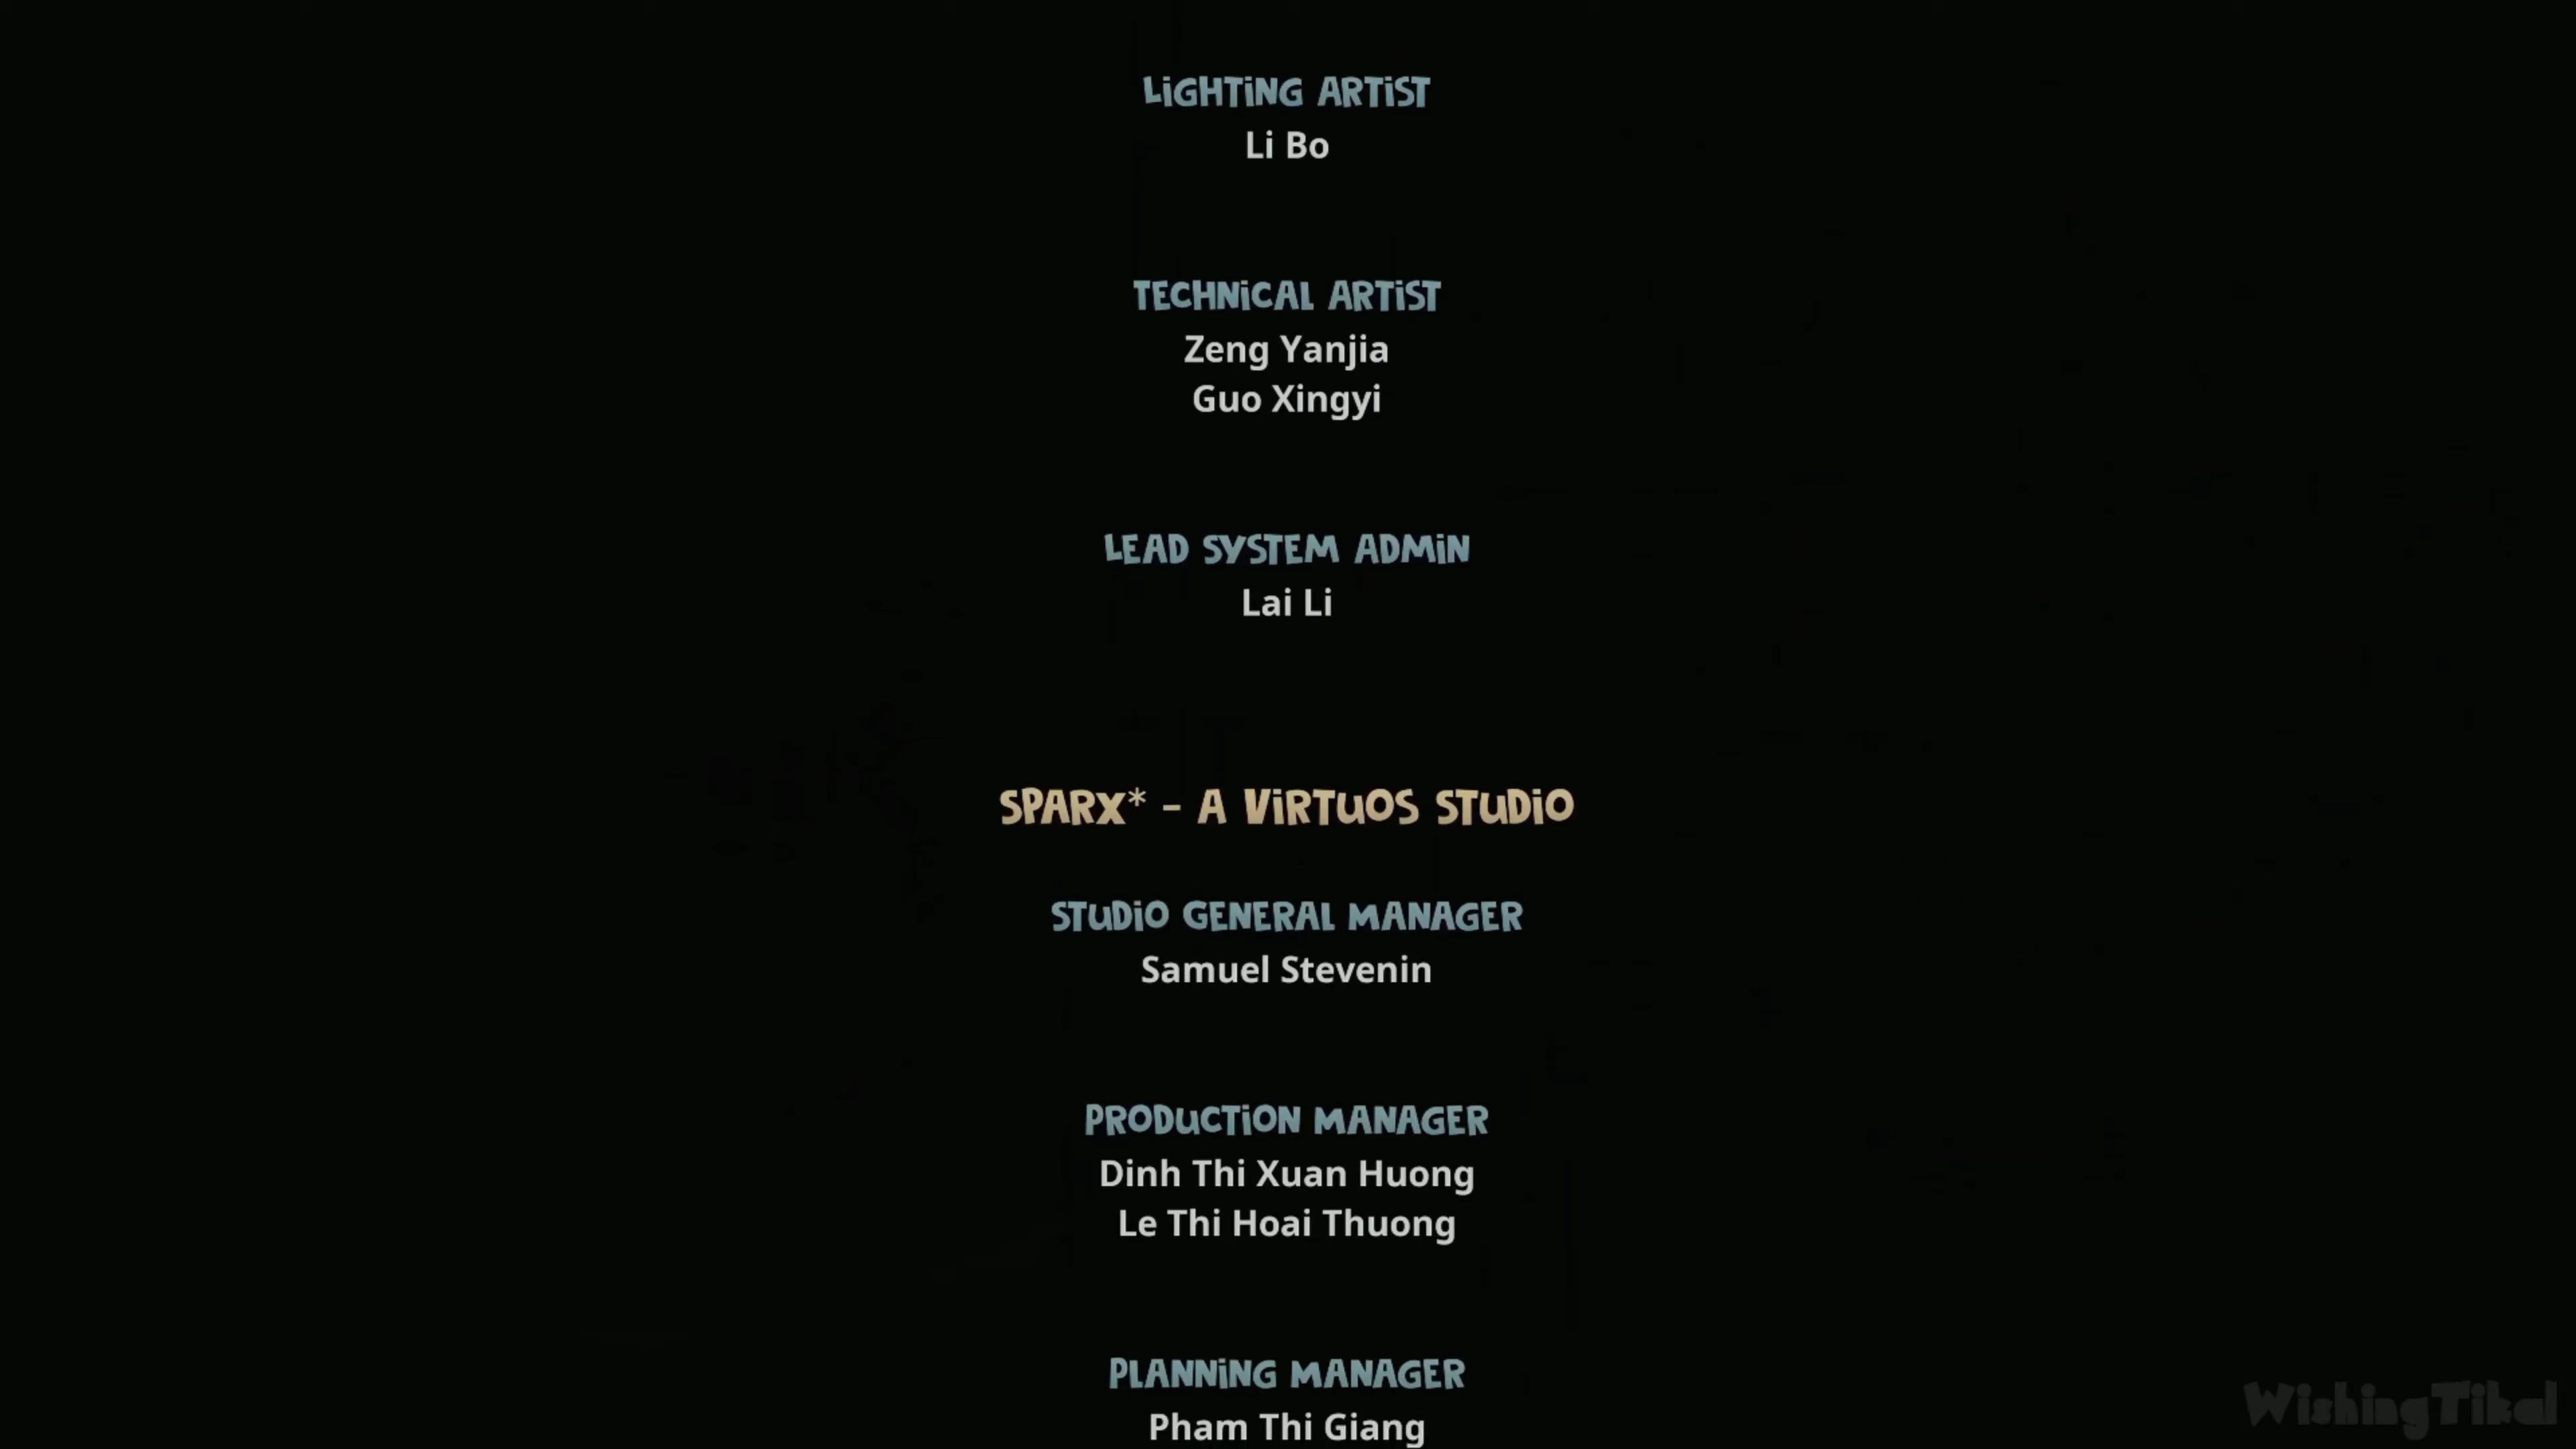 LiGHTiNG ARTiST
Li Bo
TECHNiCAL ARTiST
Zeng Yanjia
Guo Xingyi
LEAD SYSTEM ADMiN
Lai Li
SPARX* - A ViRTuOS STuDiO
STuDiO GENERAL MANAGER
Samuel Stevenin
PRODuCTiON MANAGER
Dinh Thi Xuan Huong
Le Thi Hoai Thuong
PLANNiNG MANAGER
Pham Thi Giang
WishingTikal